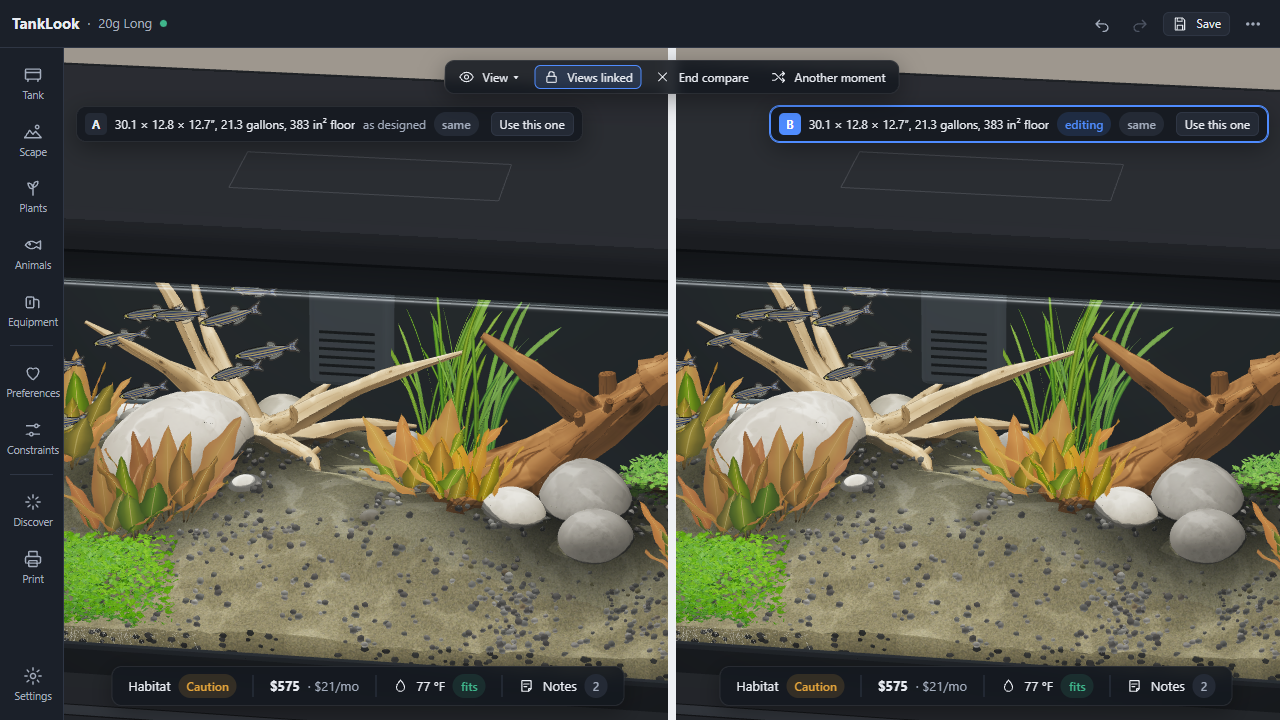 TankLook · 20g Long
Save
View
Views linked
End compare
Another moment
A 30.1 × 12.8 × 12.7", 21.3 gallons, 383 in² floor as designed same Use this one
B 30.1 × 12.8 × 12.7", 21.3 gallons, 383 in² floor editing same Use this one
Tank
Scape
Plants
Animals
Equipment
Preferences
Constraints
Discover
Print
Settings
Habitat Caution $575 · $21/mo 77 °F fits Notes 2
Habitat Caution $575 · $21/mo 77 °F fits Notes 2